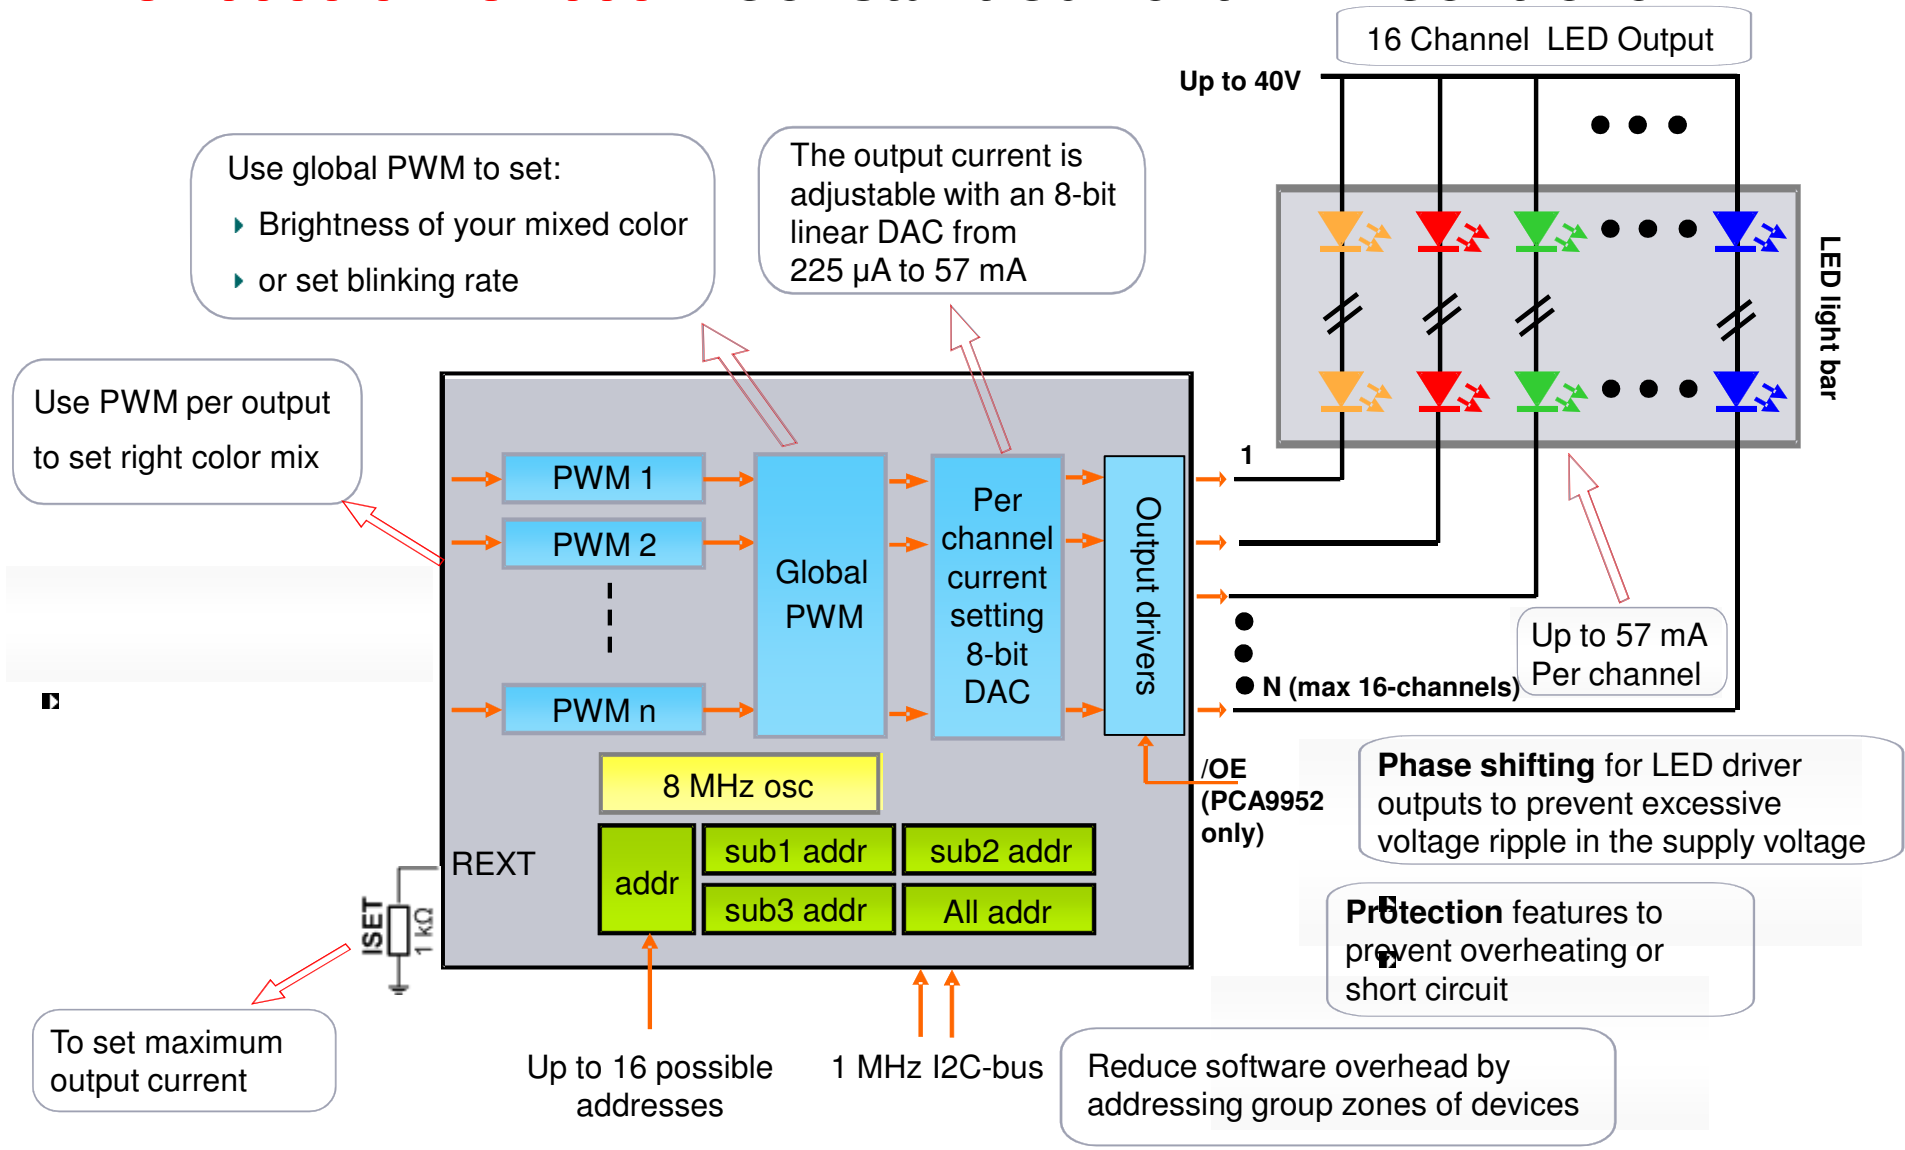 16 Channel  LED Output
Up to 40V
Use global PWM to set:
Brightness of your mixed color
or set blinking rate
The output current is
adjustable with an 8-bit
linear DAC from
225 µA to 57 mA
LED light bar
Use PWM per output
to set right color mix
PWM 1
PWM 2
PWM n
Global
PWM
Per
channel
current
setting
8-bit
DAC
Output drivers
1
N (max 16-channels)
Up to 57 mA
Per channel
8 MHz osc
/OE
(PCA9952
only)
Phase shifting for LED driver
outputs to prevent excessive
voltage ripple in the supply voltage
REXT
addr
sub1 addr
sub2 addr
sub3 addr
All addr
ISET
1 kΩ
Protection features to
prevent overheating or
short circuit
To set maximum
output current
Up to 16 possible
addresses
1 MHz I2C-bus
Reduce software overhead by
addressing group zones of devices